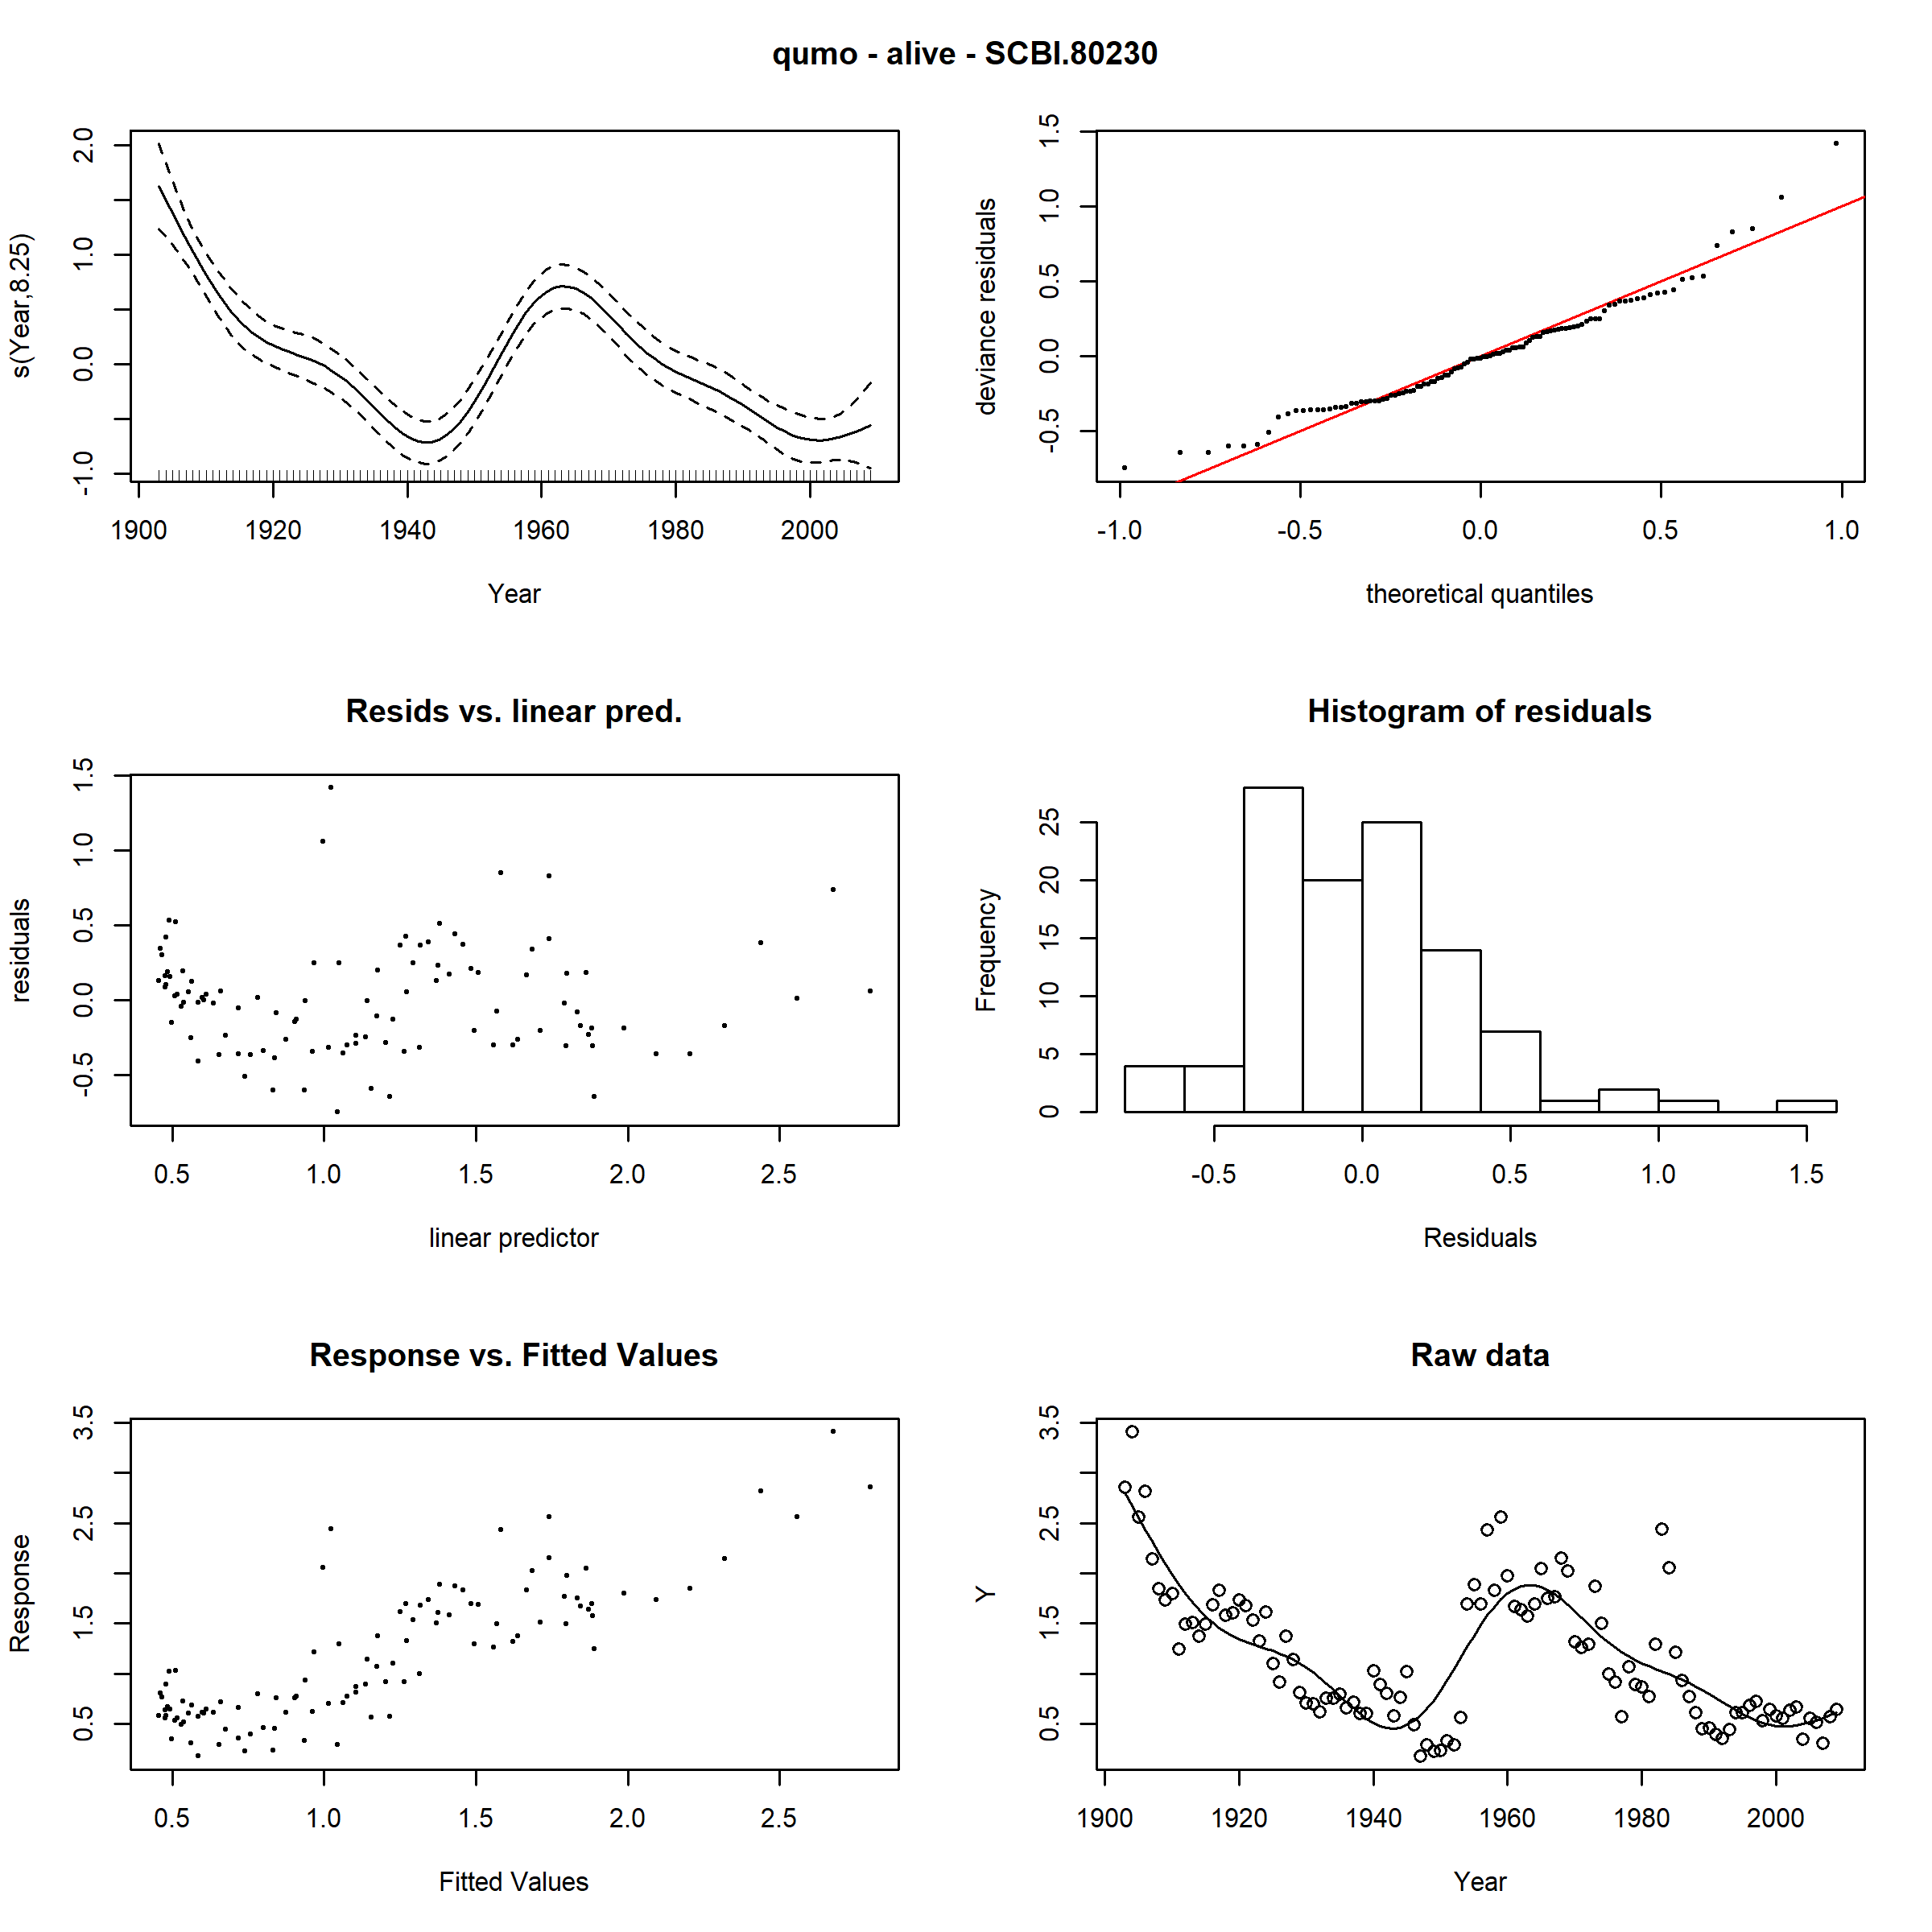 qumo - alive - SCBI.80230
s(Year,8.25)
2.0
1.0
0.0
-1.0
1900 1920 1940 1960 1980 2000
Year
deviance residuals
1.5
1.0
0.5
0.0
-0.5
-1.0 -0.5 0.0 0.5 1.0
theoretical quantiles
Resids vs. linear pred.
residuals
1.5
1.0
0.5
0.0
-0.5
0.5 1.0 1.5 2.0 2.5
linear predictor
Histogram of residuals
Frequency
25
20
15
10
5
0
-0.5 0.0 0.5 1.0 1.5
Residuals
Response vs. Fitted Values
Response
3.5
2.5
1.5
0.5
0.5 1.0 1.5 2.0 2.5
Fitted Values
Raw data
Y
3.5
2.5
1.5
0.5
1900 1920 1940 1960 1980 2000
Year